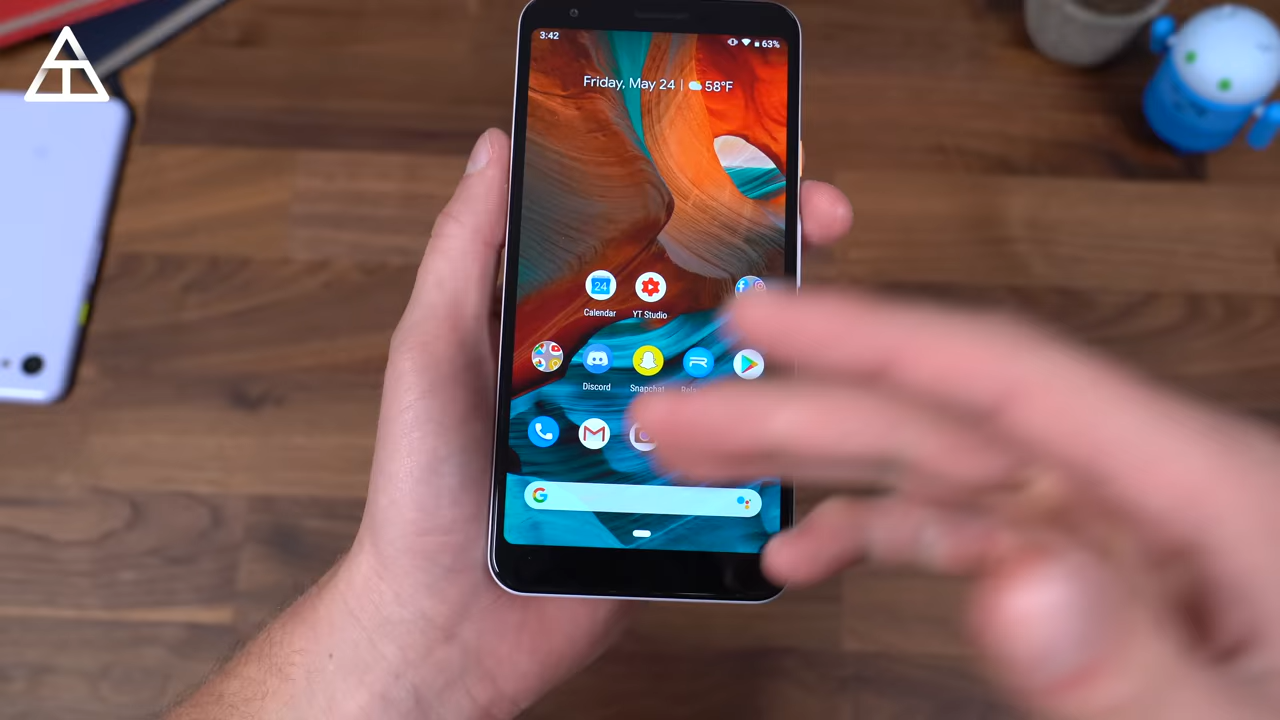 3:42
63%
Friday, May 24 | 58°F
24
Calendar
YT Studio
Discord
Snapchat